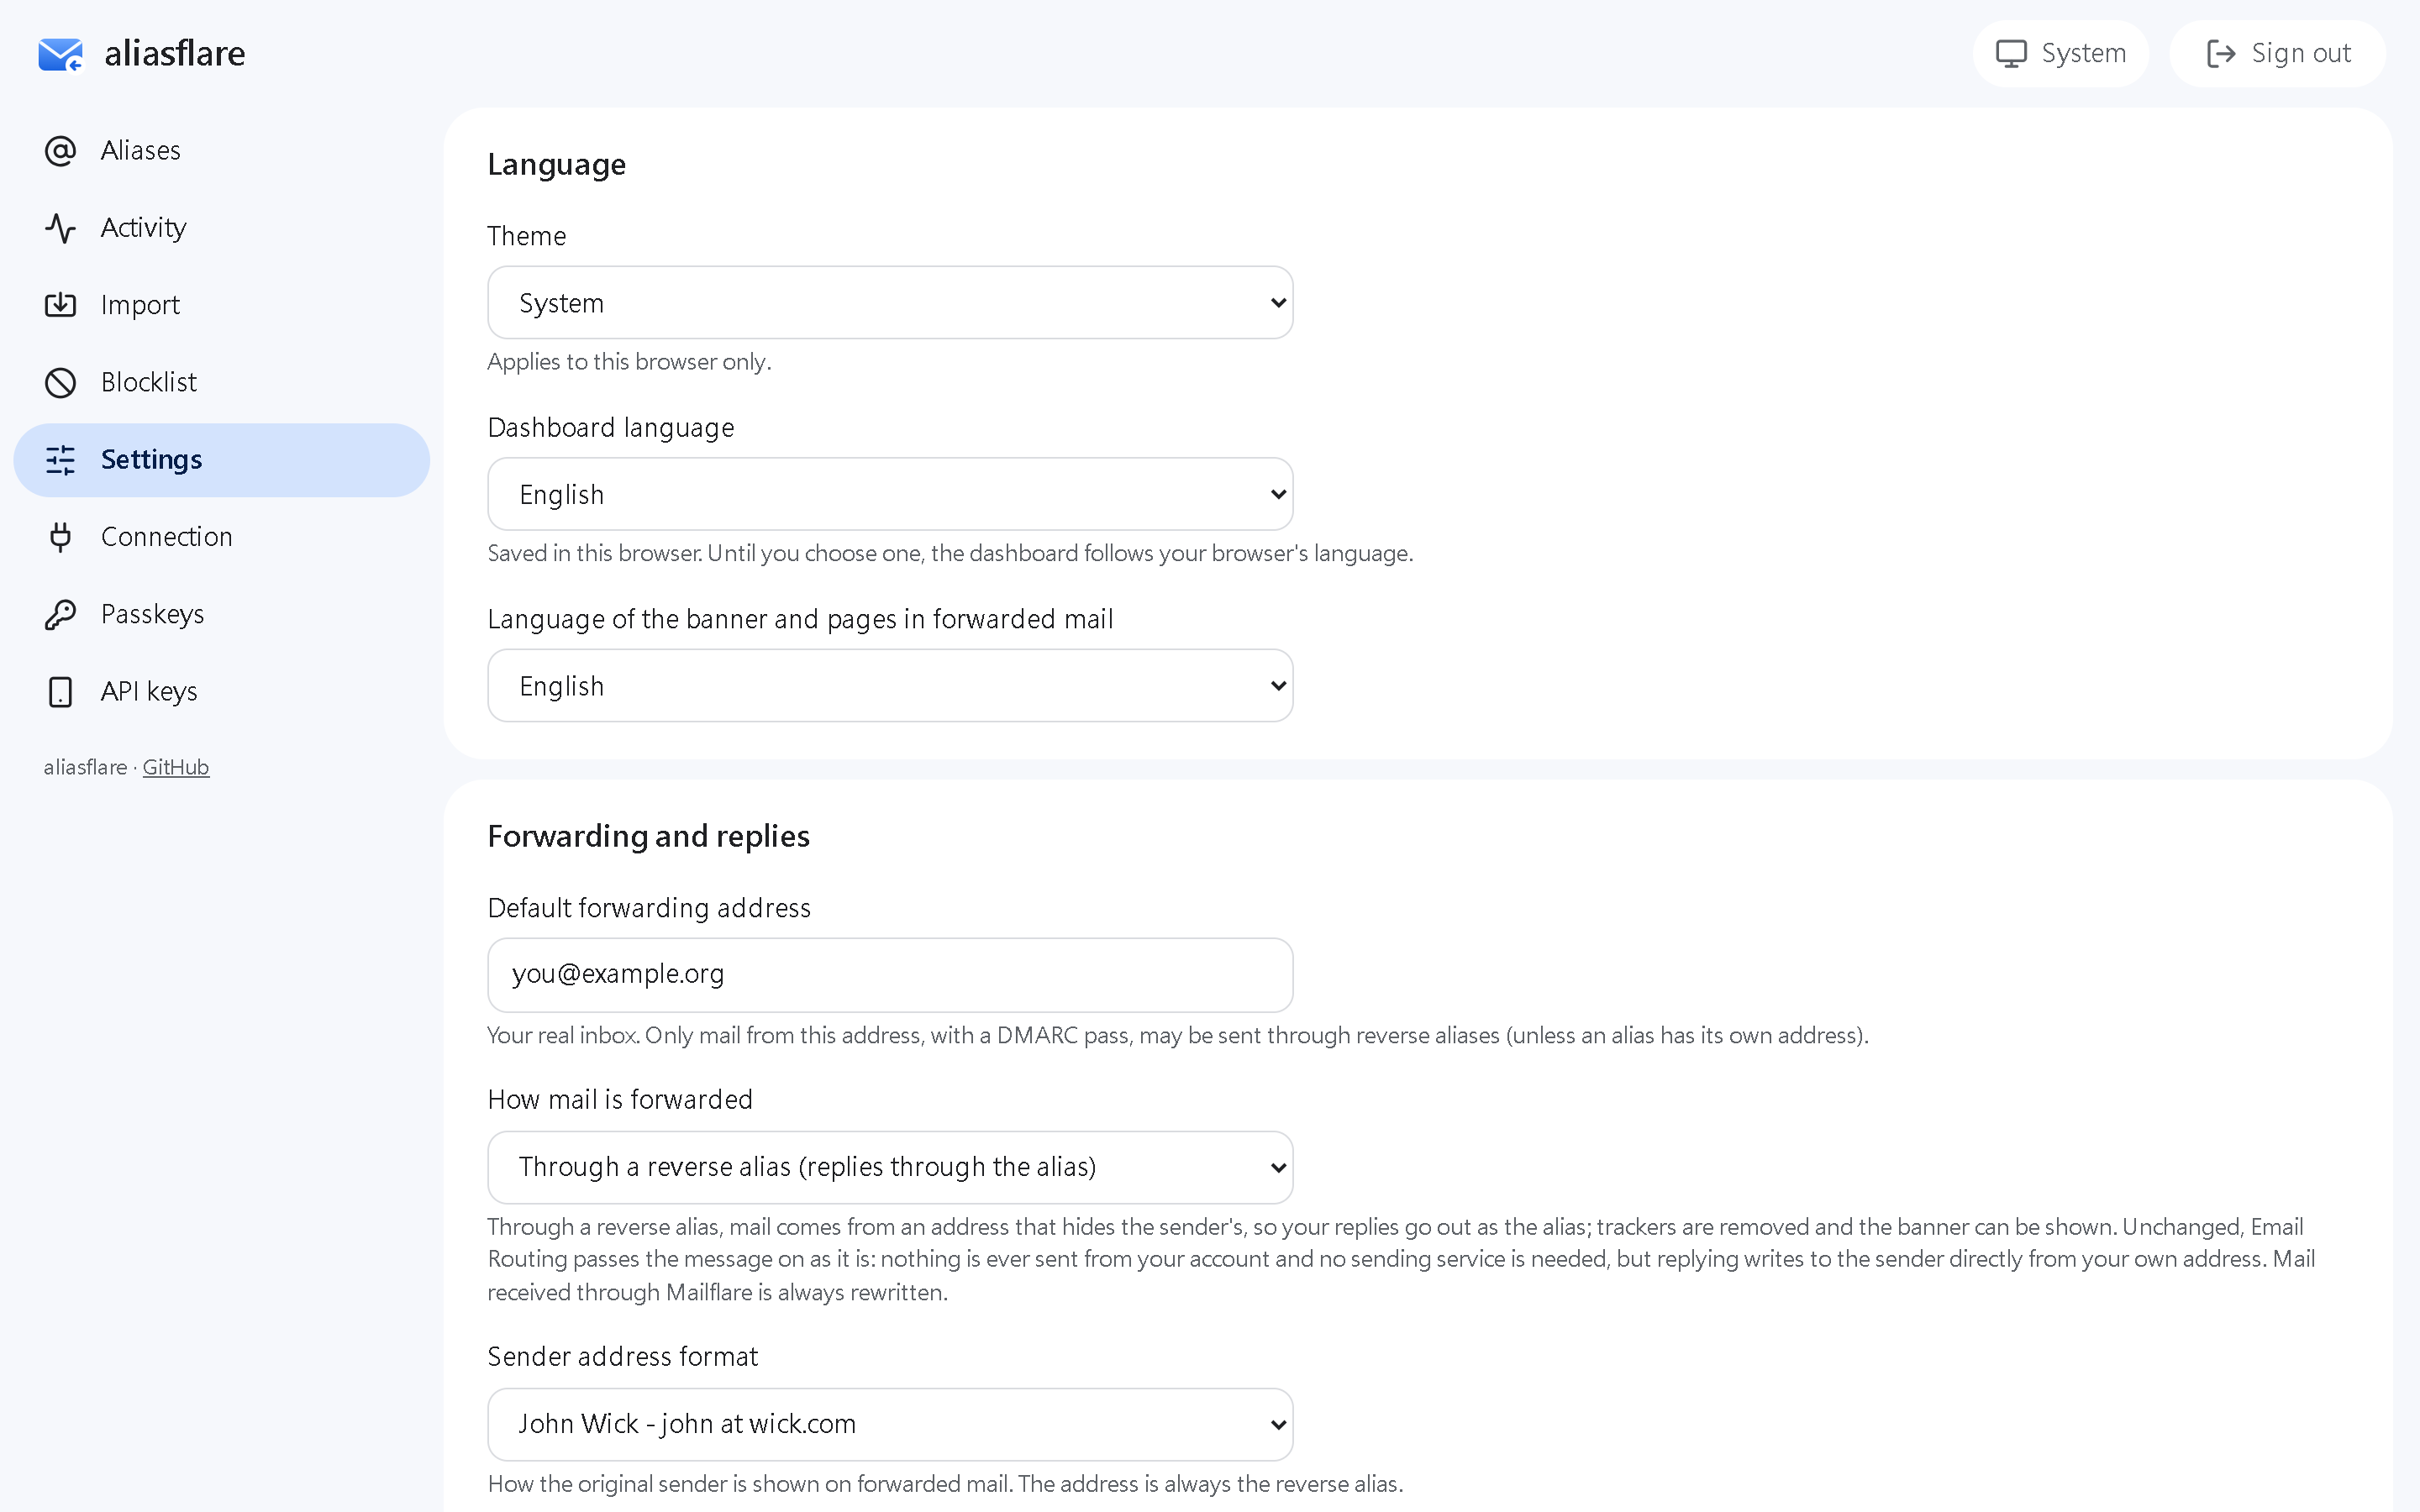 aliasflare
System
Sign out
Aliases
Activity
Import
Blocklist
Settings
Connection
Passkeys
API keys
aliasflare · GitHub
Language
Theme
System
Applies to this browser only.
Dashboard language
English
Saved in this browser. Until you choose one, the dashboard follows your browser's language.
Language of the banner and pages in forwarded mail
English
Forwarding and replies
Default forwarding address
you@example.org
Your real inbox. Only mail from this address, with a DMARC pass, may be sent through reverse aliases (unless an alias has its own address).
How mail is forwarded
Through a reverse alias (replies through the alias)
Through a reverse alias, mail comes from an address that hides the sender's, so your replies go out as the alias; trackers are removed and the banner can be shown. Unchanged, Email
Routing passes the message on as it is: nothing is ever sent from your account and no sending service is needed, but replying writes to the sender directly from your own address. Mail
received through Mailflare is always rewritten.
Sender address format
John Wick - john at wick.com
How the original sender is shown on forwarded mail. The address is always the reverse alias.